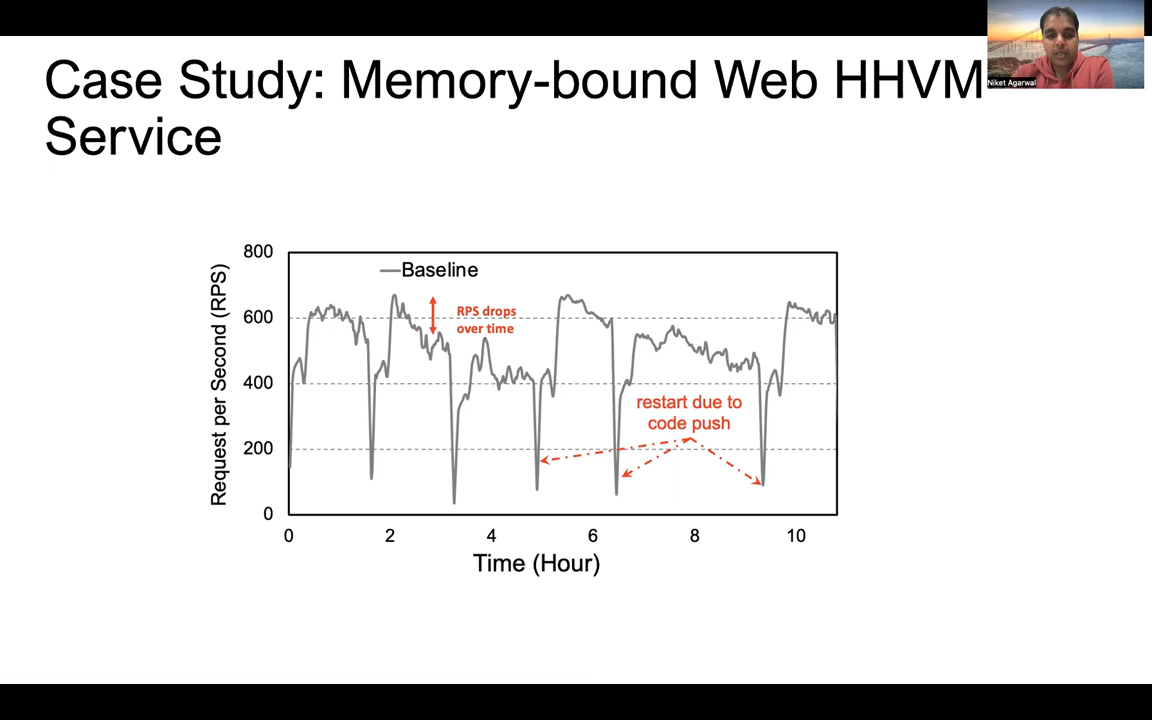 Case Study: Memory-bound Web HHVM
Service
Niket Agarwal
800
600
400
200
0
Request per Second (RPS)
Baseline
RPS drops
over time
restart due to
code push
0 2 4 6 8 10
Time (Hour)